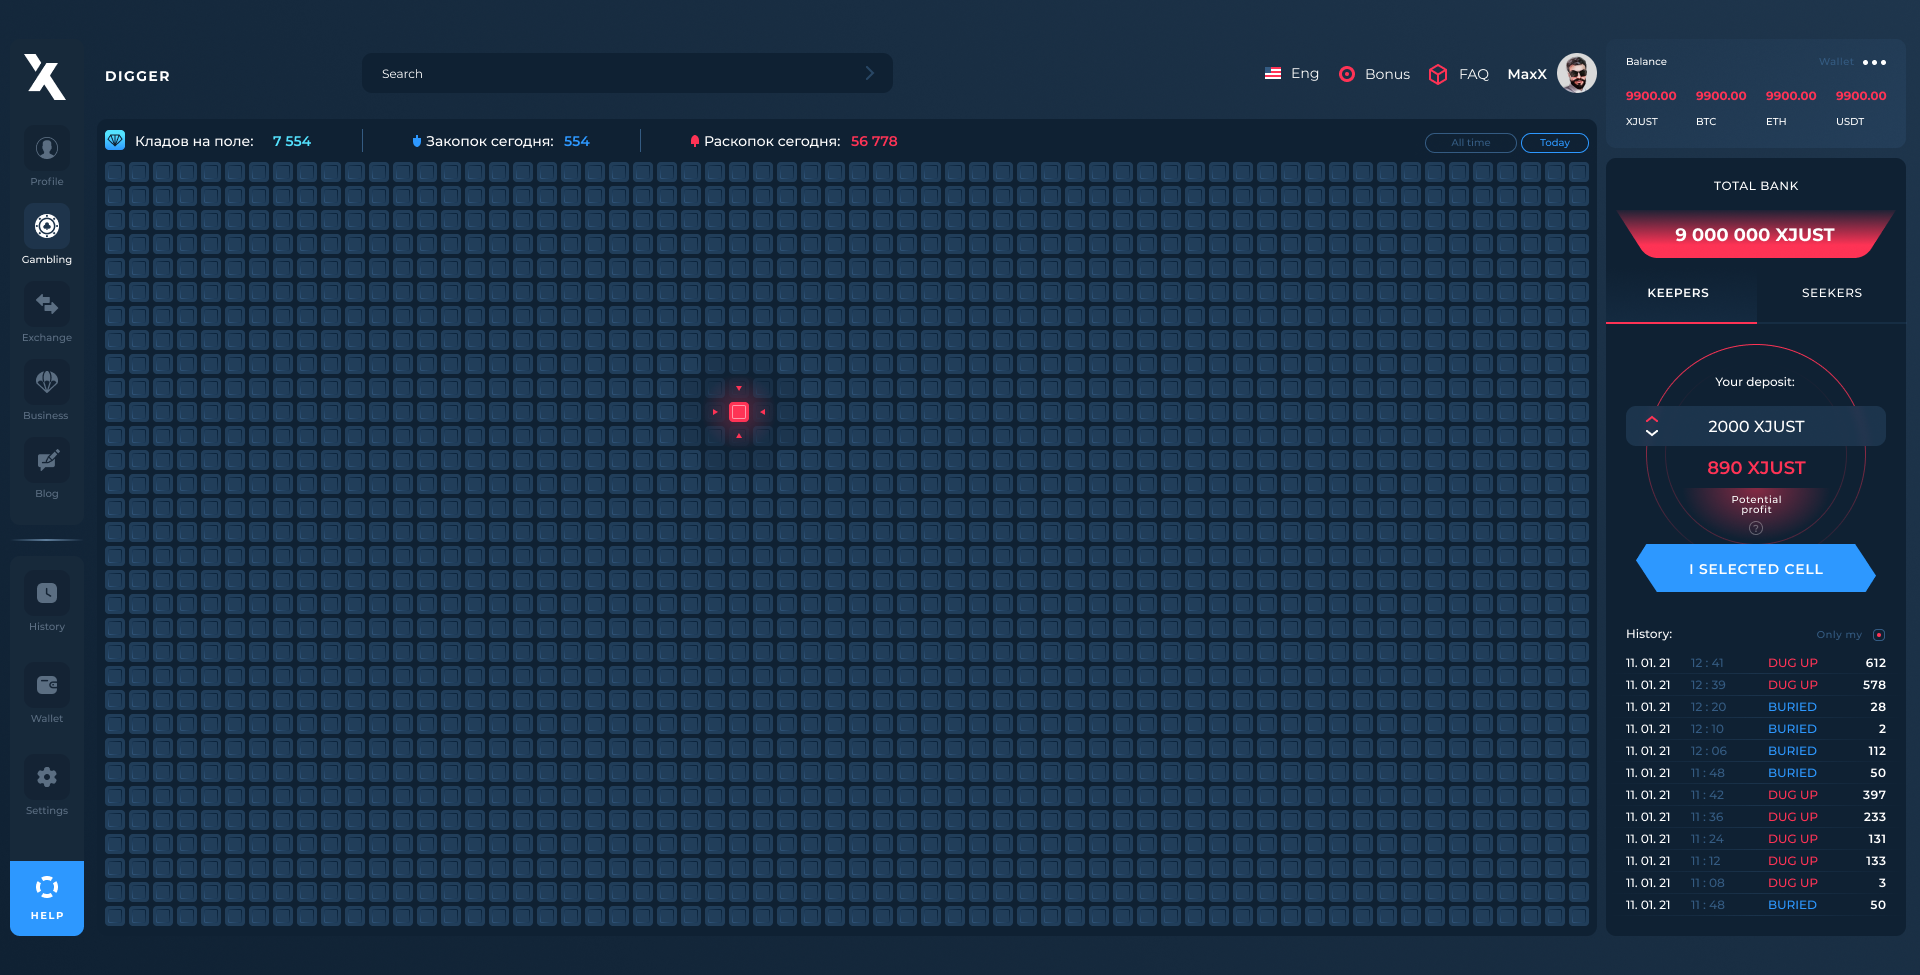 DIGGER
Search
Eng
Bonus
FAQ
MaxX
Profile
Gambling
Exchange
Business
Blog
History
Wallet
Settings
HELP
Кладов на поле: 7 554
Закопок сегодня: 554
Раскопок сегодня: 56 778
All time
Today
Balance
Wallet
9900.00 9900.00 9900.00 9900.00
XJUST BTC ETH USDT
TOTAL BANK
9 000 000 XJUST
KEEPERS
SEEKERS
Your deposit:
2000 XJUST
890 XJUST
Potential
profit
?
I SELECTED CELL
History:
Only my
11. 01. 21 12 : 41 DUG UP 612
11. 01. 21 12 : 39 DUG UP 578
11. 01. 21 12 : 20 BURIED 28
11. 01. 21 12 : 10 BURIED 2
11. 01. 21 12 : 06 BURIED 112
11. 01. 21 11 : 48 BURIED 50
11. 01. 21 11 : 42 DUG UP 397
11. 01. 21 11 : 36 DUG UP 233
11. 01. 21 11 : 24 DUG UP 131
11. 01. 21 11 : 12 DUG UP 133
11. 01. 21 11 : 08 DUG UP 3
11. 01. 21 11 : 48 BURIED 50